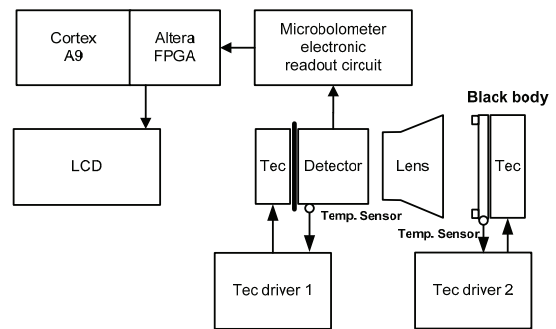 Cortex
A9
Altera
FPGA
Microbolometer
electronic
readout circuit
Black body
LCD
Tec
Detector
Lens
Tec
Temp. Sensor
Temp. Sensor
Tec driver 1
Tec driver 2